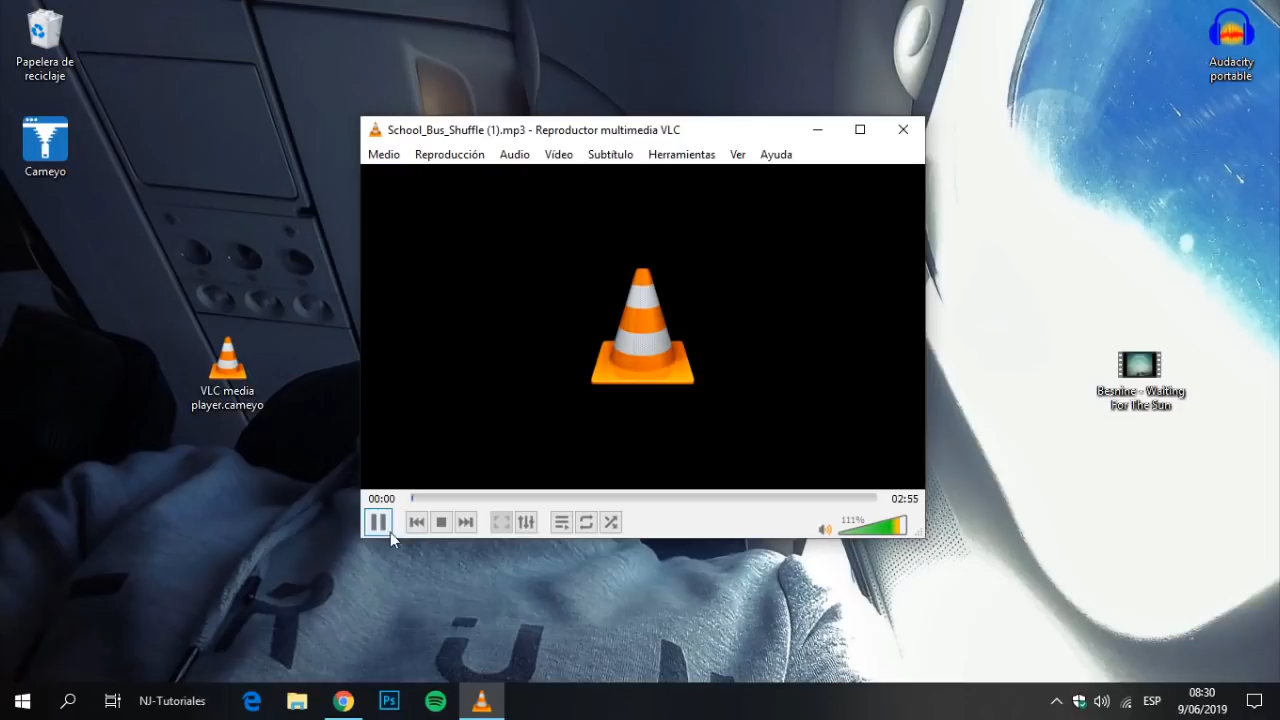 Papelera de
reciclaje
Cameyo
VLC media
player.cameyo
Audacity
portable
Besnine - Waiting
For The Sun
School_Bus_Shuffle (1).mp3 - Reproductor multimedia VLC
Medio Reproducción Audio Vídeo Subtítulo Herramientas Ver Ayuda
00:00 02:55
111%
NJ-Tutoriales
Ps
ESP
08:30
9/06/2019